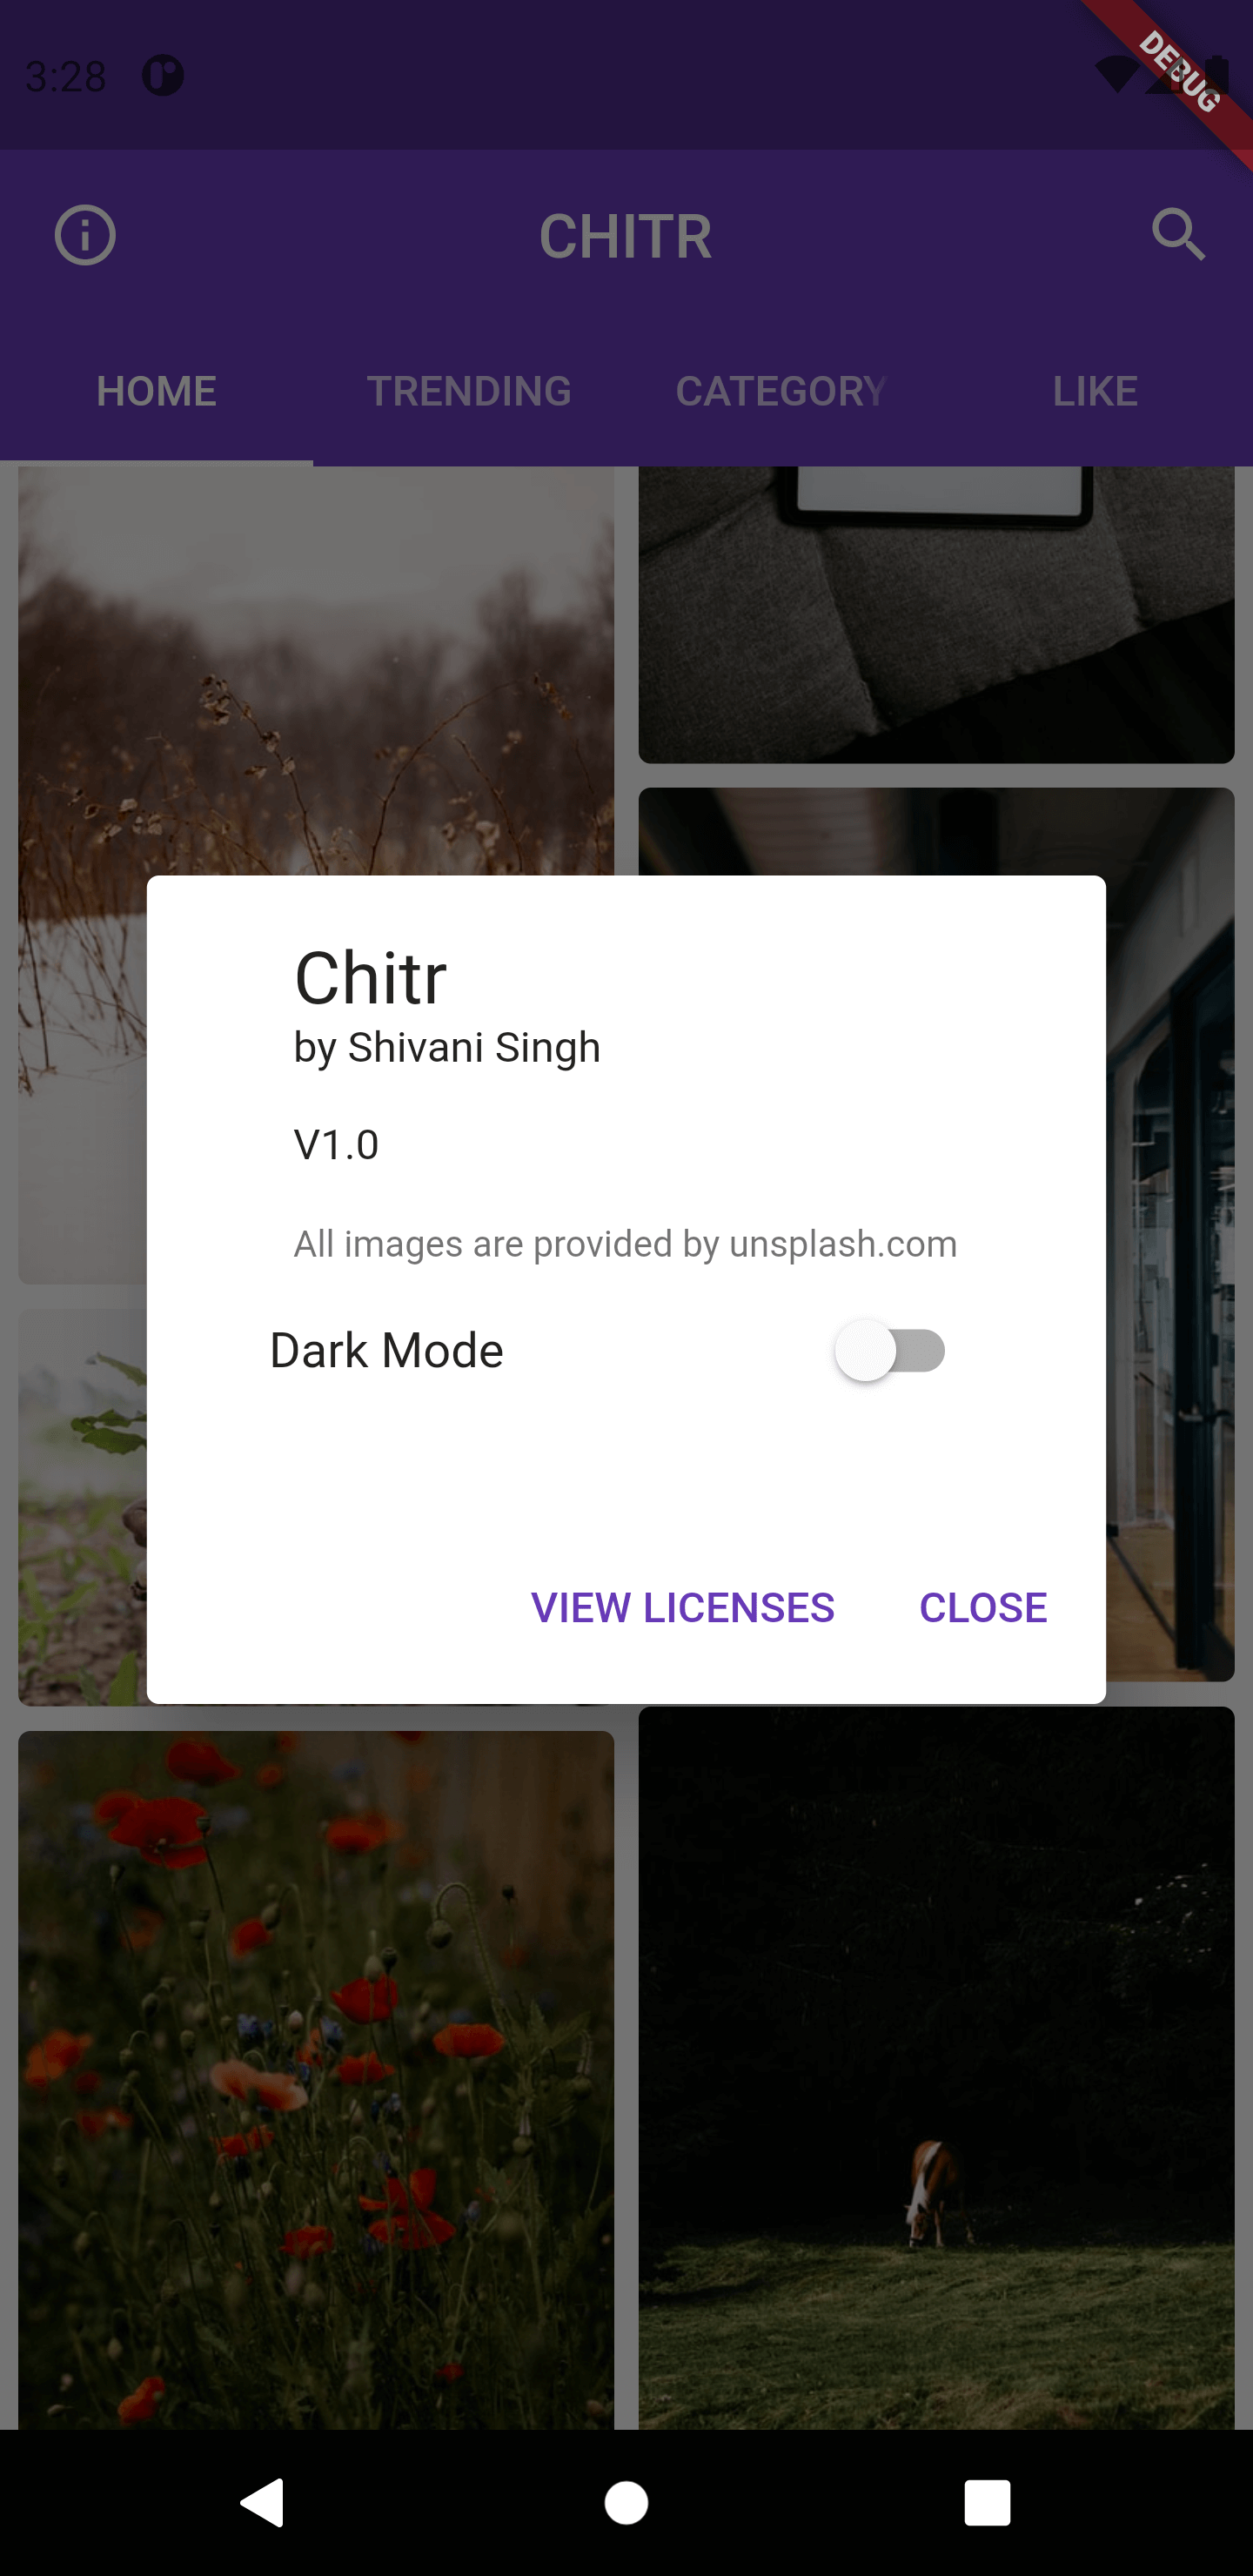 3:28
DEBUG
CHITR
HOME TRENDING CATEGORY LIKE
Chitr
by Shivani Singh
V1.0
All images are provided by unsplash.com
Dark Mode
VIEW LICENSES CLOSE